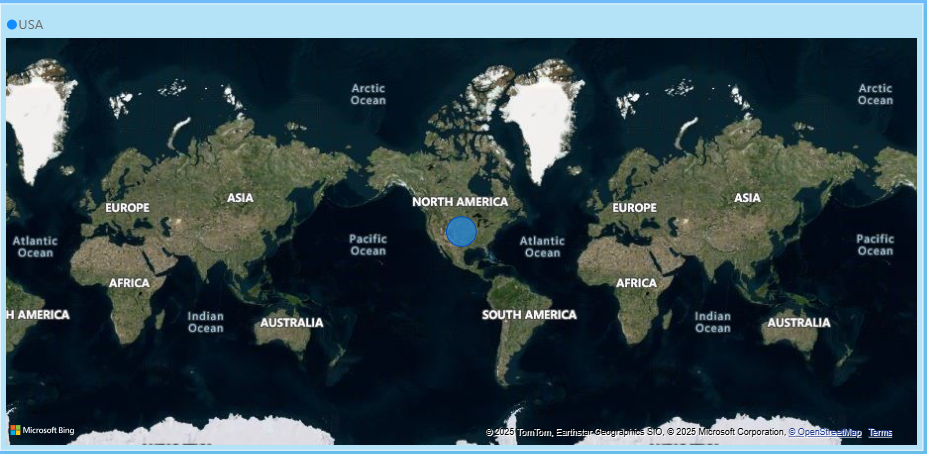 USA
Arctic
Ocean
Arctic
Ocean
EUROPE
ASIA
NORTH AMERICA
EUROPE
ASIA
Atlantic
Ocean
Pacific
Ocean
Atlantic
Ocean
Pacific
Ocean
AFRICA
AFRICA
H AMERICA
Indian
Ocean
AUSTRALIA
SOUTH AMERICA
Indian
Ocean
AUSTRALIA
Microsoft Bing
© 2025 TomTom, Earthstar Geographics SIO, © 2025 Microsoft Corporation, © OpenStreetMap Terms